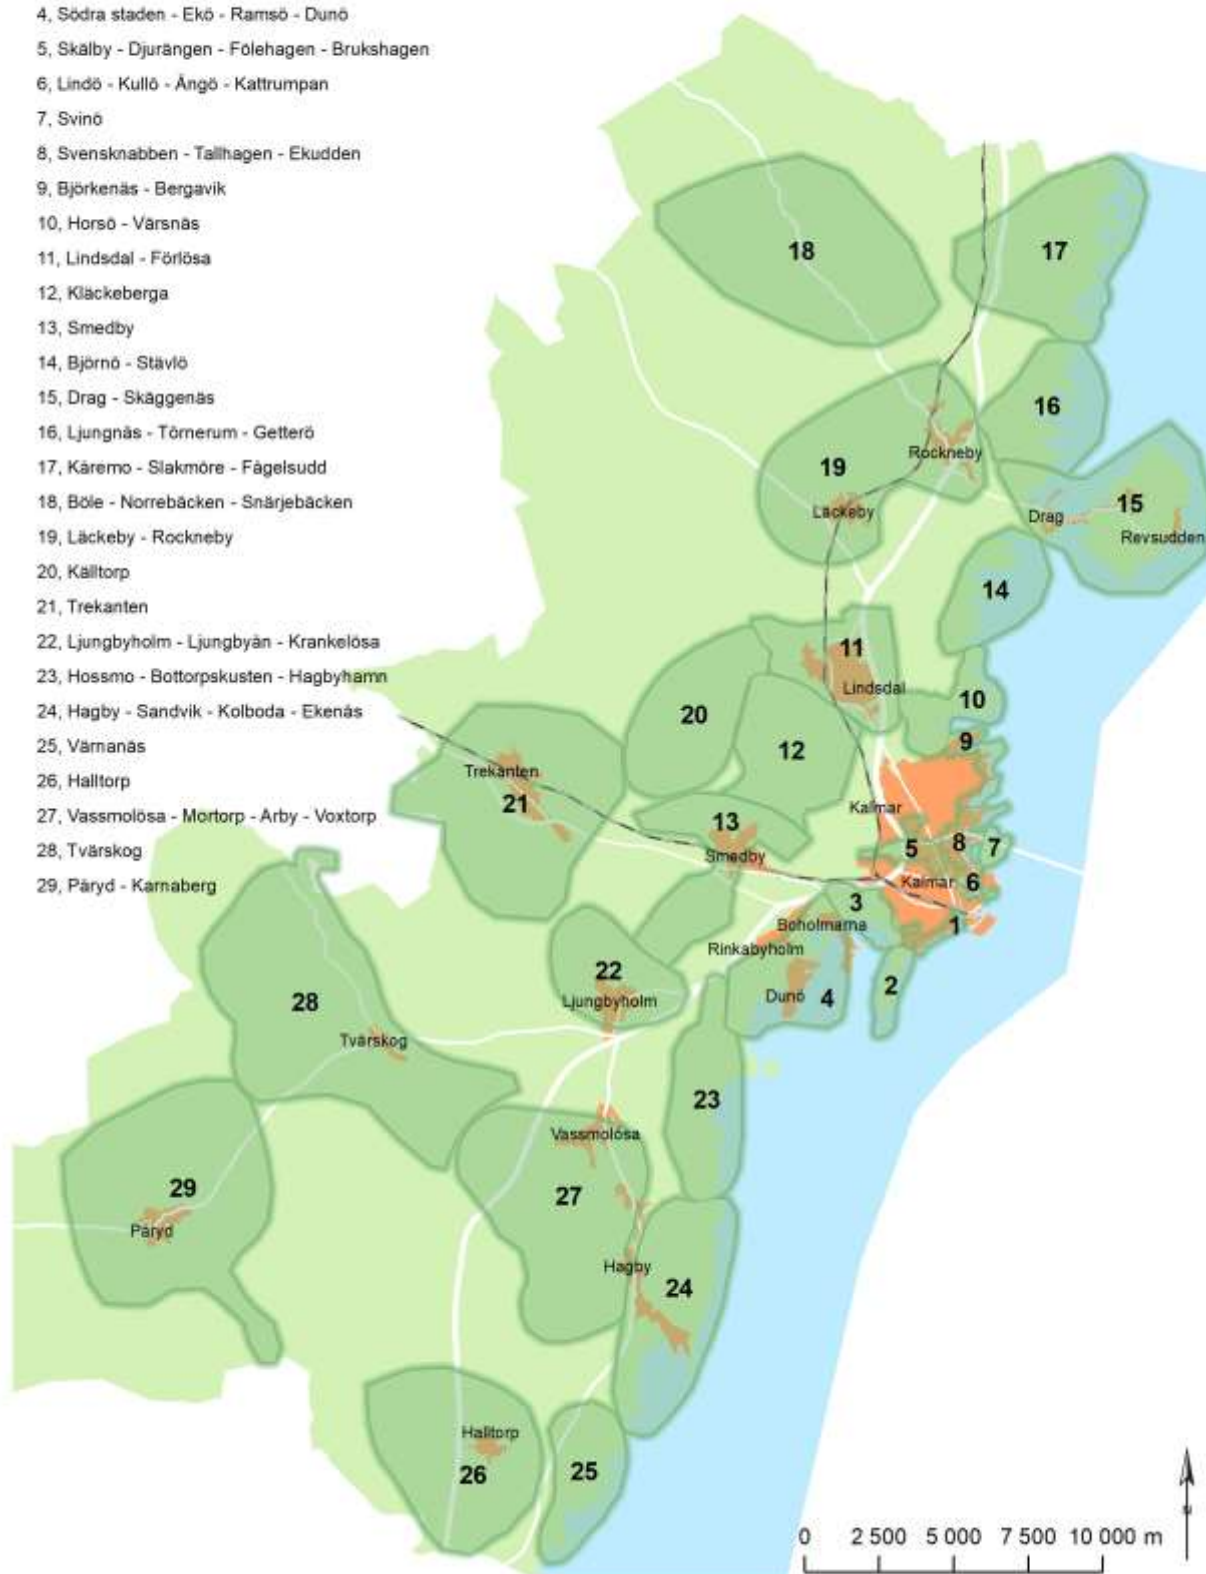 4, Södra staden - Ekö - Ramsö - Dunö
5, Skälby - Djurängen - Fölehagen - Brukshagen
6, Lindö - Kullö - Ängö - Kattrumpan
7, Svinö
8, Svensknabben - Tallhagen - Ekudden
9, Björkenäs - Bergavik
10, Horsö - Värsnäs
11, Lindsdal - Förlösa
12, Kläckeberga
13, Smedby
14, Björnö - Stävlö
15, Drag - Skäggenäs
16, Ljungnäs - Törnerum - Getterö
17, Käremo - Slakmöre - Fågelsudd
18, Böle - Norrebäcken - Snärjebäcken
19, Läckeby - Rockneby
20, Källtorp
21, Trekanten
22, Ljungbyholm - Ljungbyån - Krankelösa
23, Hossmo - Bottorpskusten - Hagbyhamn
24, Hagby - Sandvik - Kolboda - Ekenäs
25, Värnanäs
26, Halltorp
27, Vassmolösa - Mortorp - Arby - Voxtorp
28, Tvärskog
29, Påryd - Karnaberg
18
17
16
Rockneby
19
Läckeby
15
Drag
Revsudden
14
11
Lindsdal
10
20
9
12
Trekanten
21
Kalmar
13
Smedby
5
8
7
Kalmar
6
3
Boholmarna
1
Rinkabyholm
22
Ljungbyholm
Dunö
4
2
28
Tvärskog
23
Vassmolösa
29
27
Påryd
Hagby
24
Halltorp
26
25
N
0 2 500 5 000 7 500 10 000 m